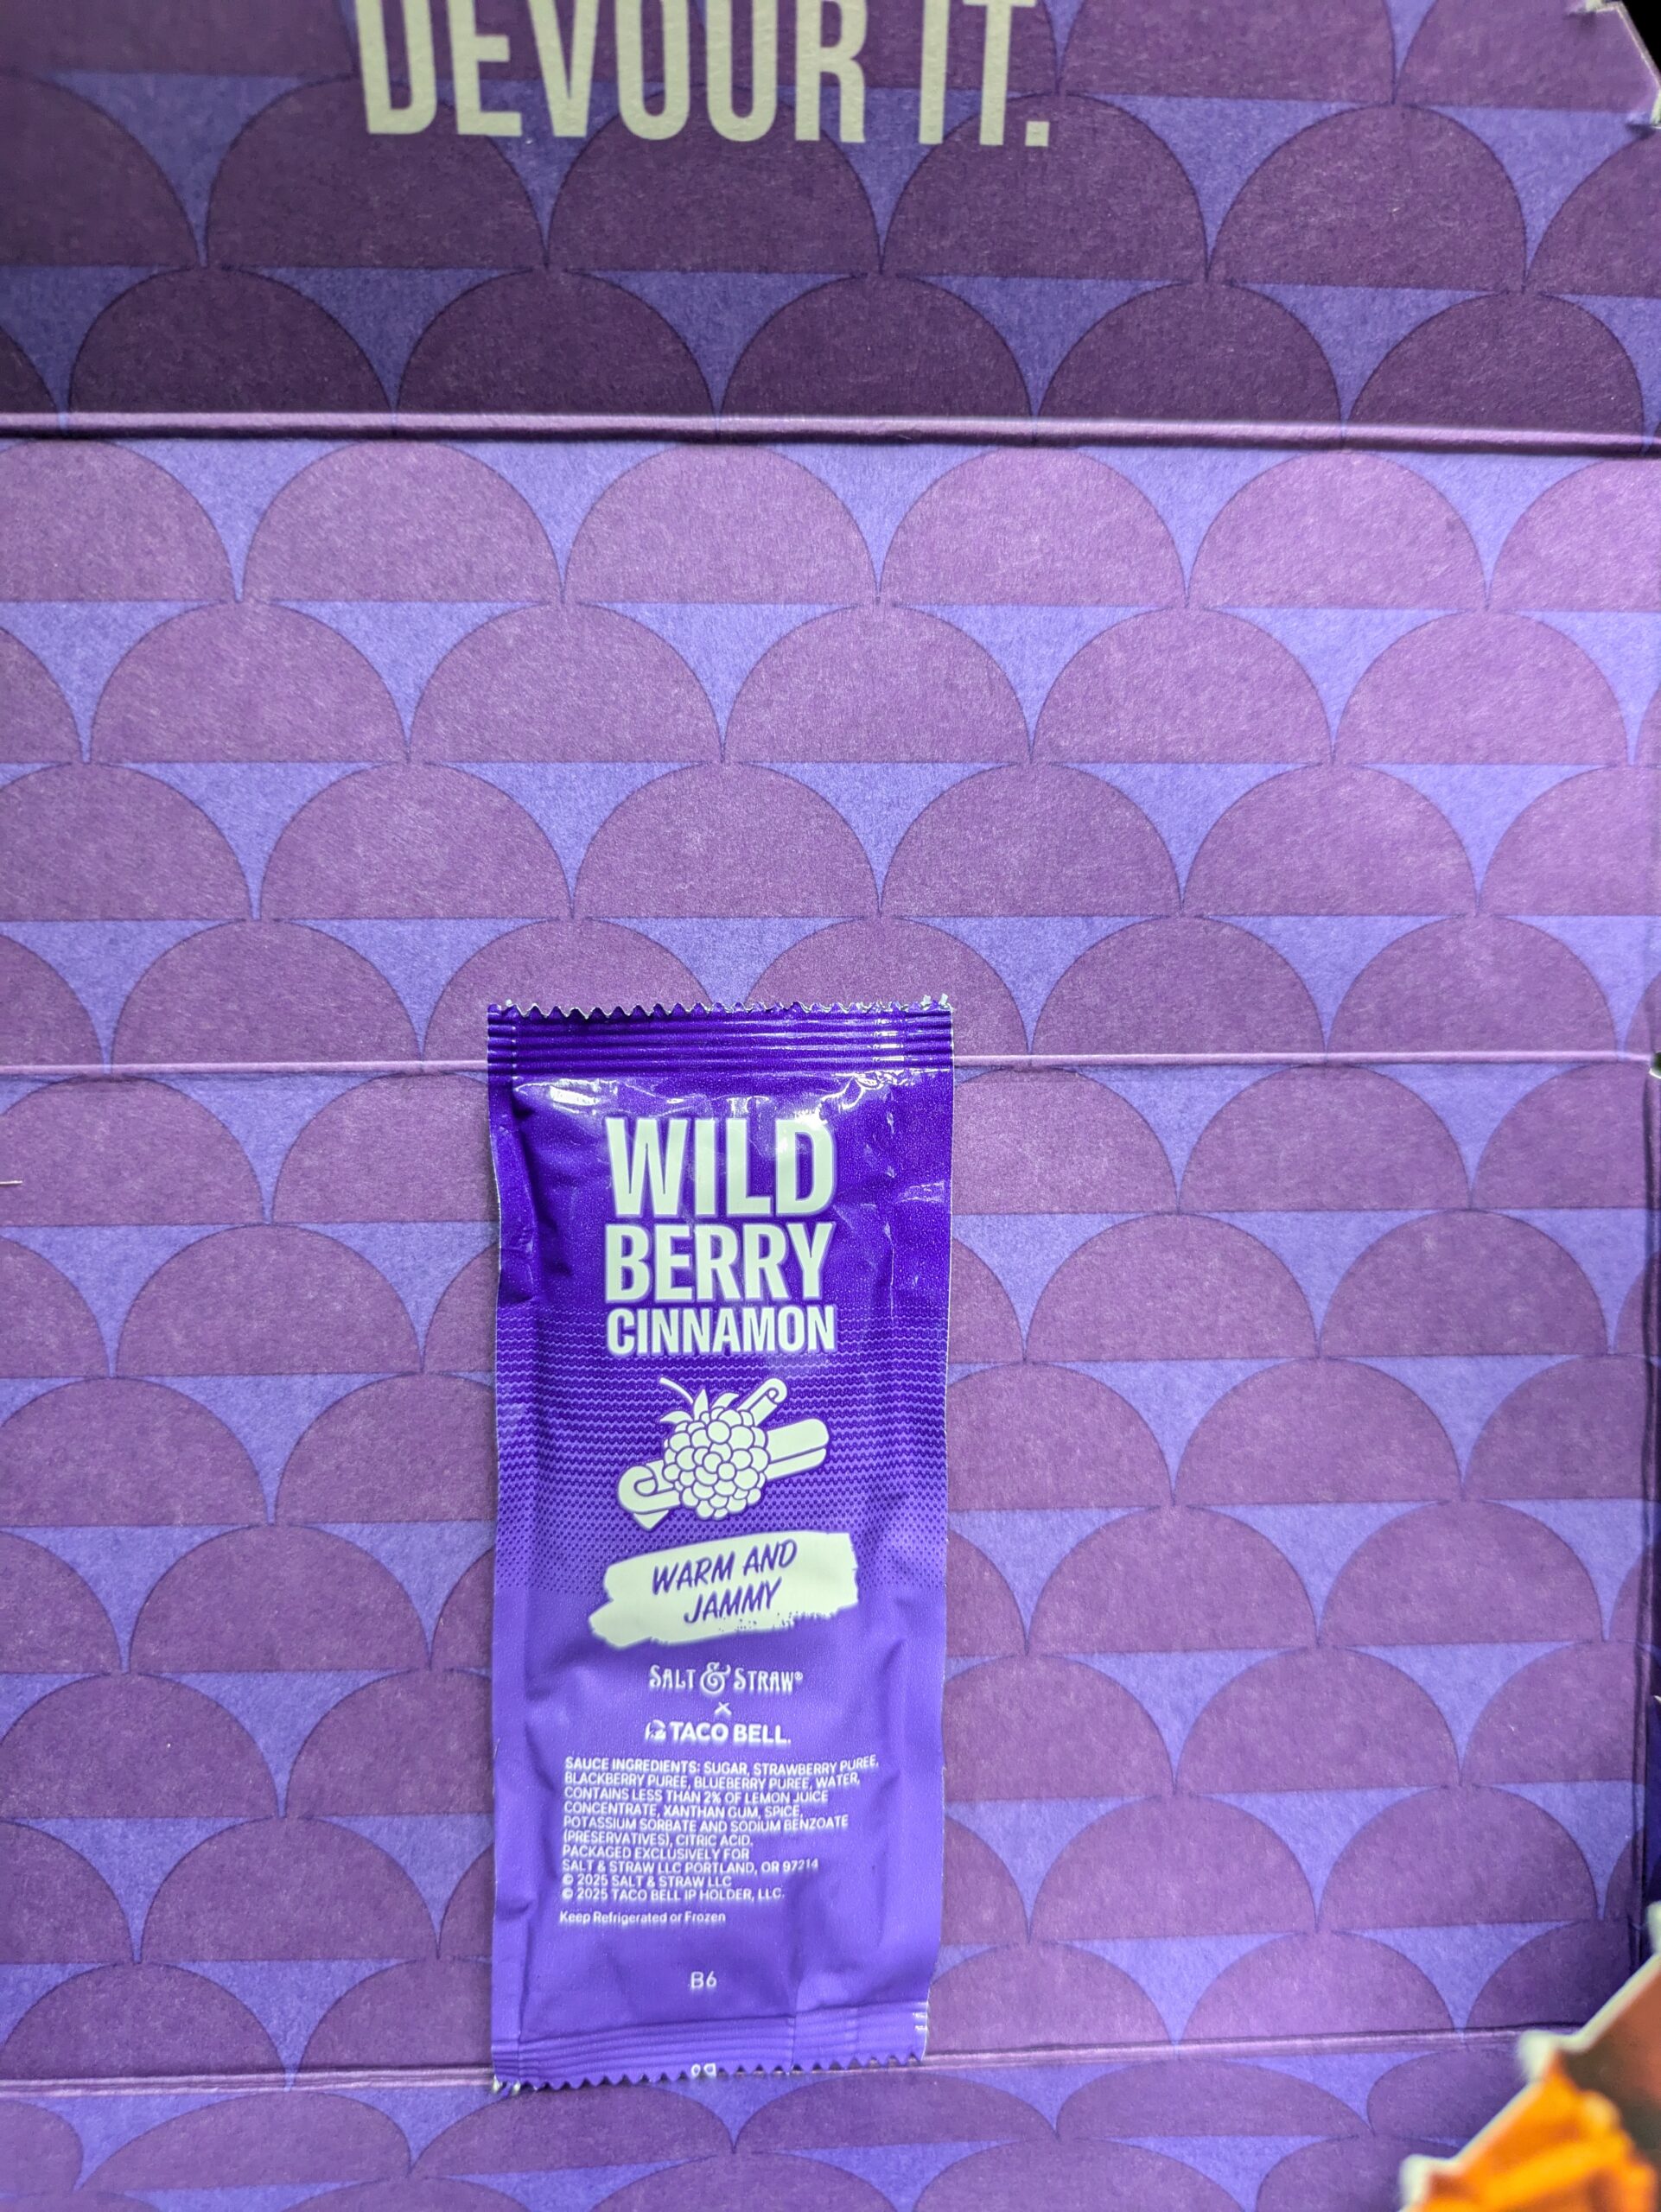 DEVOUR IT.
WILD
BERRY
CINNAMON
WARM AND
JAMMY
SALT & STRAW®
x
TACO BELL.
SAUCE INGREDIENTS: SUGAR, STRAWBERRY PUREE,
BLACKBERRY PUREE, BLUEBERRY PUREE, WATER,
CONTAINS LESS THAN 2% OF LEMON JUICE
CONCENTRATE, XANTHAN GUM, SPICE,
POTASSIUM SORBATE AND SODIUM BENZOATE
(PRESERVATIVES), CITRIC ACID.
PACKAGED EXCLUSIVELY FOR
SALT & STRAW LLC PORTLAND, OR 97214
© 2025 SALT & STRAW LLC
© 2025 TACO BELL IP HOLDER, LLC.
Keep Refrigerated or Frozen
B6